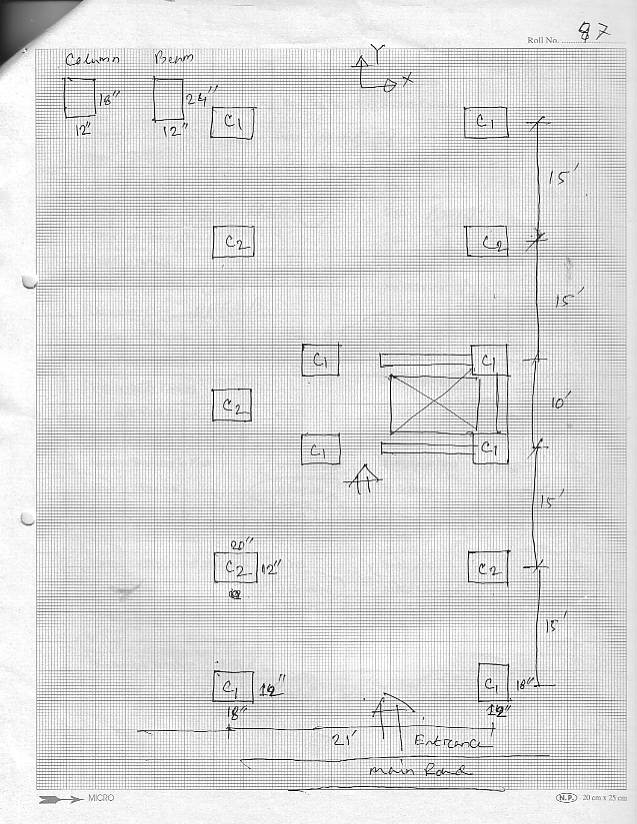 Roll No. 87
Column Beam
Y
X
18"
24"
12"
12"
C1
C1
15'
C2
C2
15'
C1
C1
C2
10'
C1
C1
15'
20"
C2
12"
C2
15'
C1
12"
C1
18"
18"
12"
21'
Entrance
main Road
MICRO
N.P. 20 cm x 25 cm